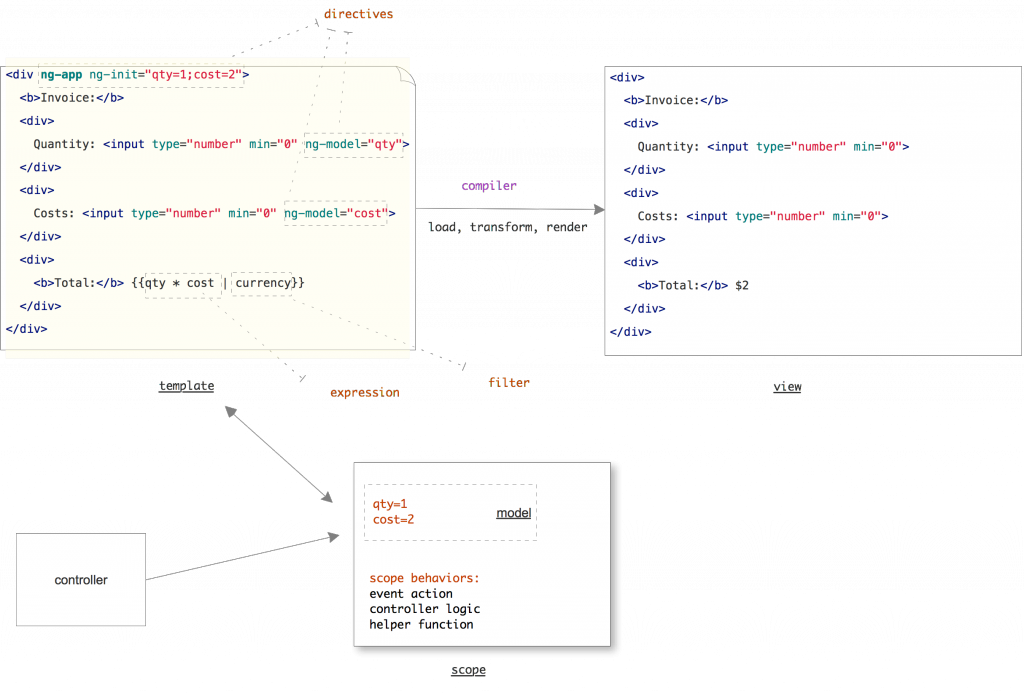 directives
<div ng-app ng-init="qty=1;cost=2">
<b>Invoice:</b>
<div>
Quantity: <input type="number" min="0" ng-model="qty">
</div>
<div>
Costs: <input type="number" min="0" ng-model="cost">
</div>
<div>
<b>Total:</b> {{qty * cost | currency}}
</div>
</div>
template
expression
filter
compiler
load, transform, render
<div>
<b>Invoice:</b>
<div>
Quantity: <input type="number" min="0">
</div>
<div>
Costs: <input type="number" min="0">
</div>
<div>
<b>Total:</b> $2
</div>
</div>
view
controller
qty=1
cost=2
model
scope behaviors:
event action
controller logic
helper function
scope